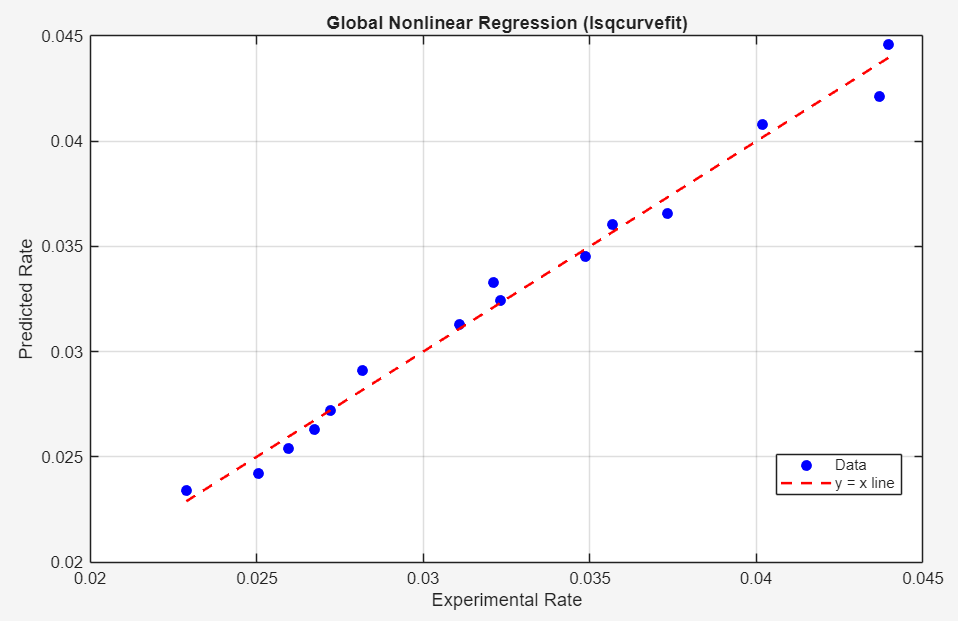 Global Nonlinear Regression (lsqcurvefit)
0.045
0.04
0.035
0.03
0.025
0.02
Predicted Rate
Data
y = x line
0.02 0.025 0.03 0.035 0.04 0.045
Experimental Rate